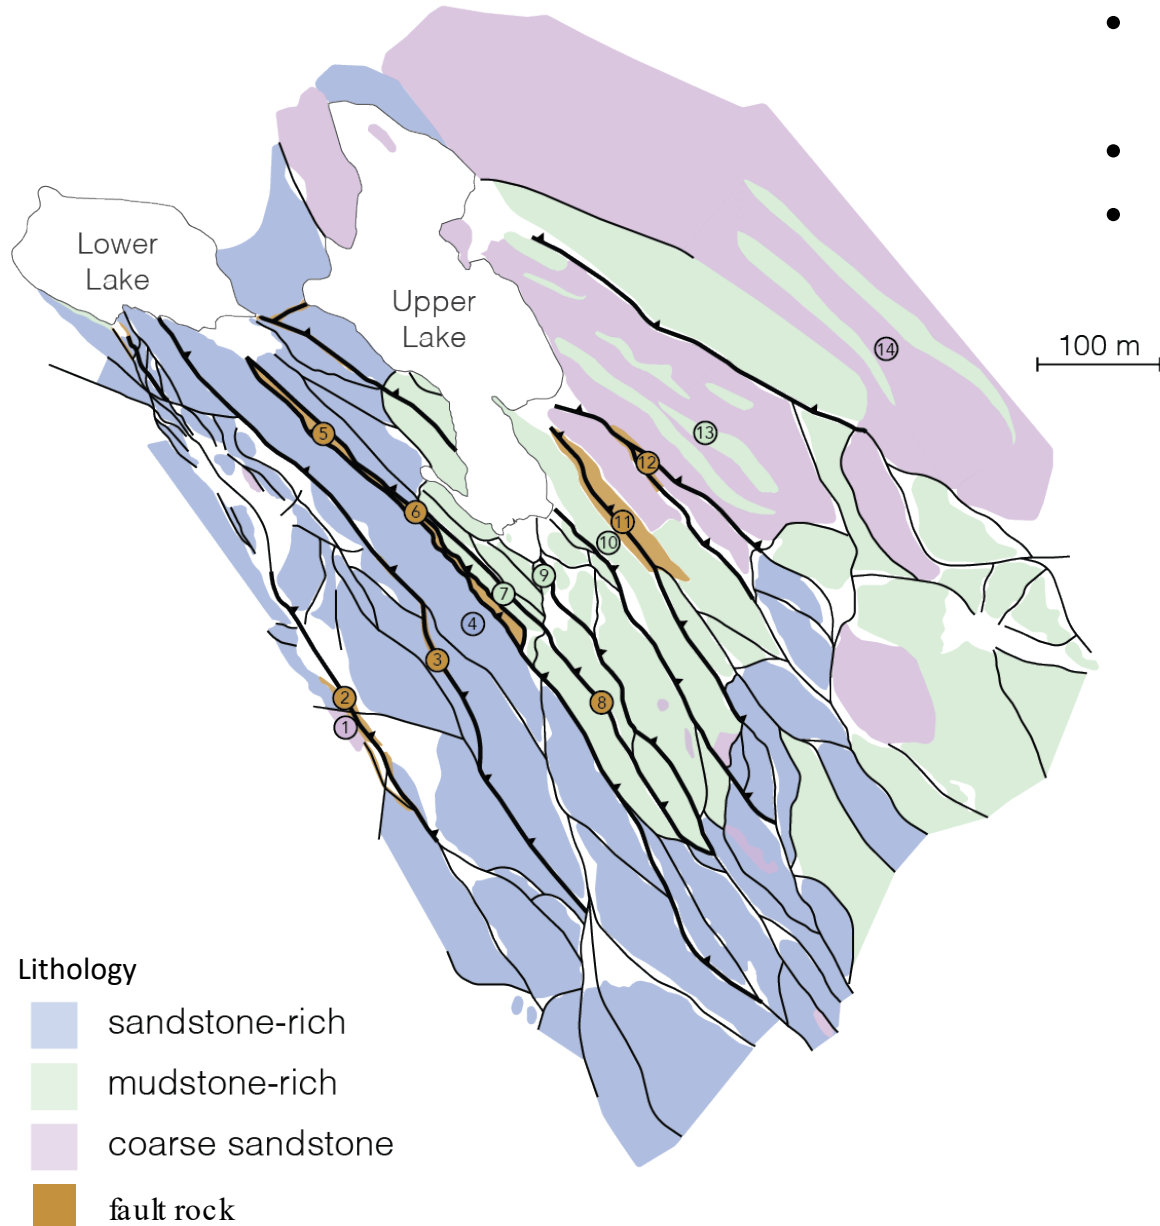 Lower
Lake
Upper
Lake
100 m
14
13
5
12
6
11
10
9
7
4
3
2
8
1
Lithology
sandstone-rich
mudstone-rich
coarse sandstone
fault rock